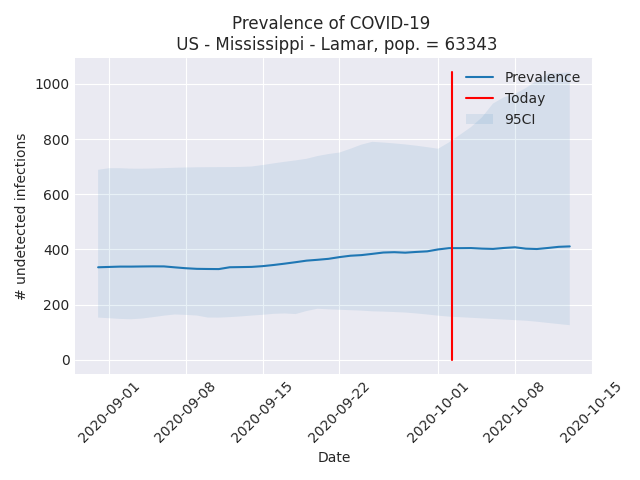 Prevalence of COVID-19
US - Mississippi - Lamar, pop. = 63343
Prevalence
Today
95CI
# undetected infections
1000
800
600
400
200
0
2020-09-01
2020-09-08
2020-09-15
2020-09-22
2020-10-01
2020-10-08
2020-10-15
Date